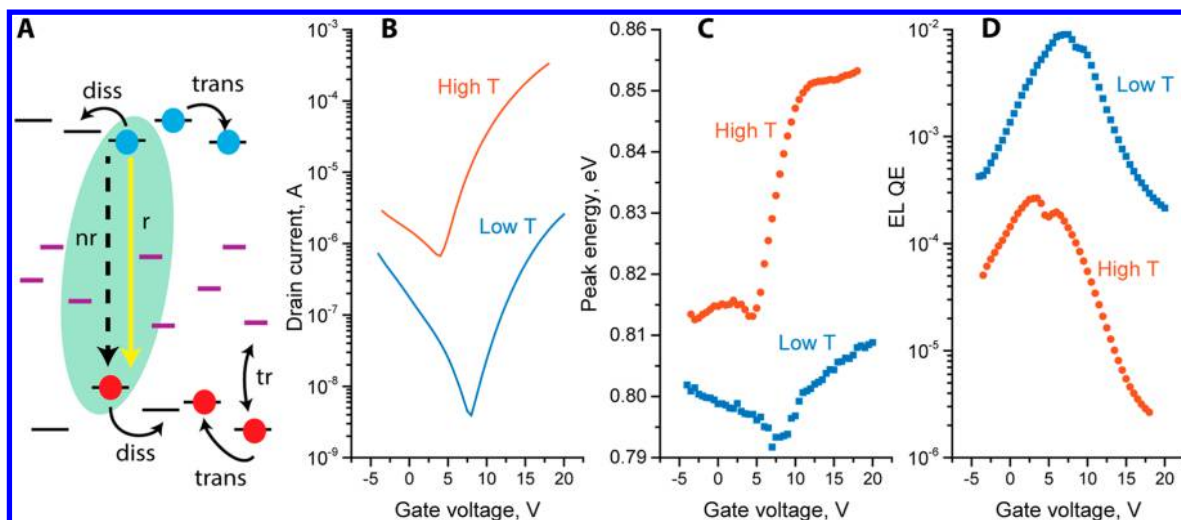 A
diss
trans
nr
r
diss
trans
tr
B
Drain current, A
10⁻³
10⁻⁴
10⁻⁵
10⁻⁶
10⁻⁷
10⁻⁸
10⁻⁹
High T
Low T
-5 0 5 10 15 20
Gate voltage, V
C
Peak energy, eV
0.86
0.85
0.84
0.83
0.82
0.81
0.80
0.79
High T
Low T
-5 0 5 10 15 20
Gate voltage, V
D
EL QE
10⁻²
10⁻³
10⁻⁴
10⁻⁵
10⁻⁶
Low T
High T
-5 0 5 10 15 20
Gate voltage, V